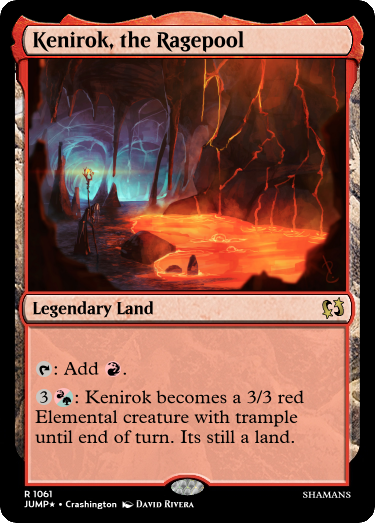 Kenirok, the Ragepool
Legendary Land
: Add .
3 : Kenirok becomes a 3/3 red
Elemental creature with trample
until end of turn. Its still a land.
R 1061
SHAMANS
JUMP★ • Crashington David Rivera